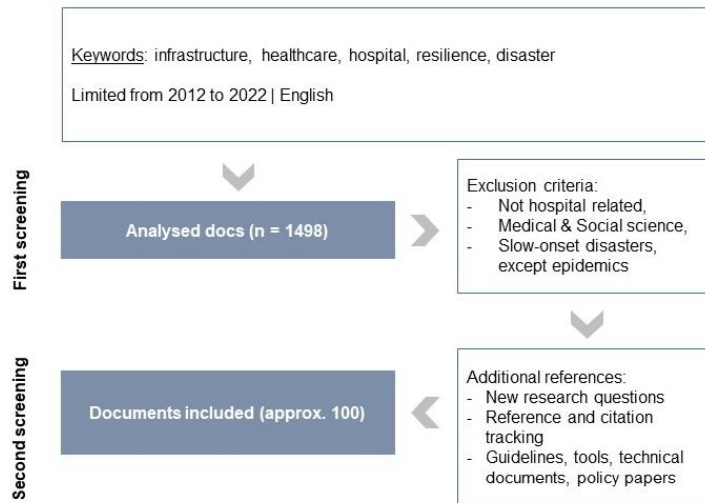 Keywords: infrastructure, healthcare, hospital, resilience, disaster
Limited from 2012 to 2022 | English
First screening
Analysed docs (n = 1498)
Exclusion criteria:
- Not hospital related,
- Medical & Social science,
- Slow-onset disasters,
except epidemics
Second screening
Documents included (approx. 100)
Additional references:
- New research questions
- Reference and citation
tracking
- Guidelines, tools, technical
documents, policy papers